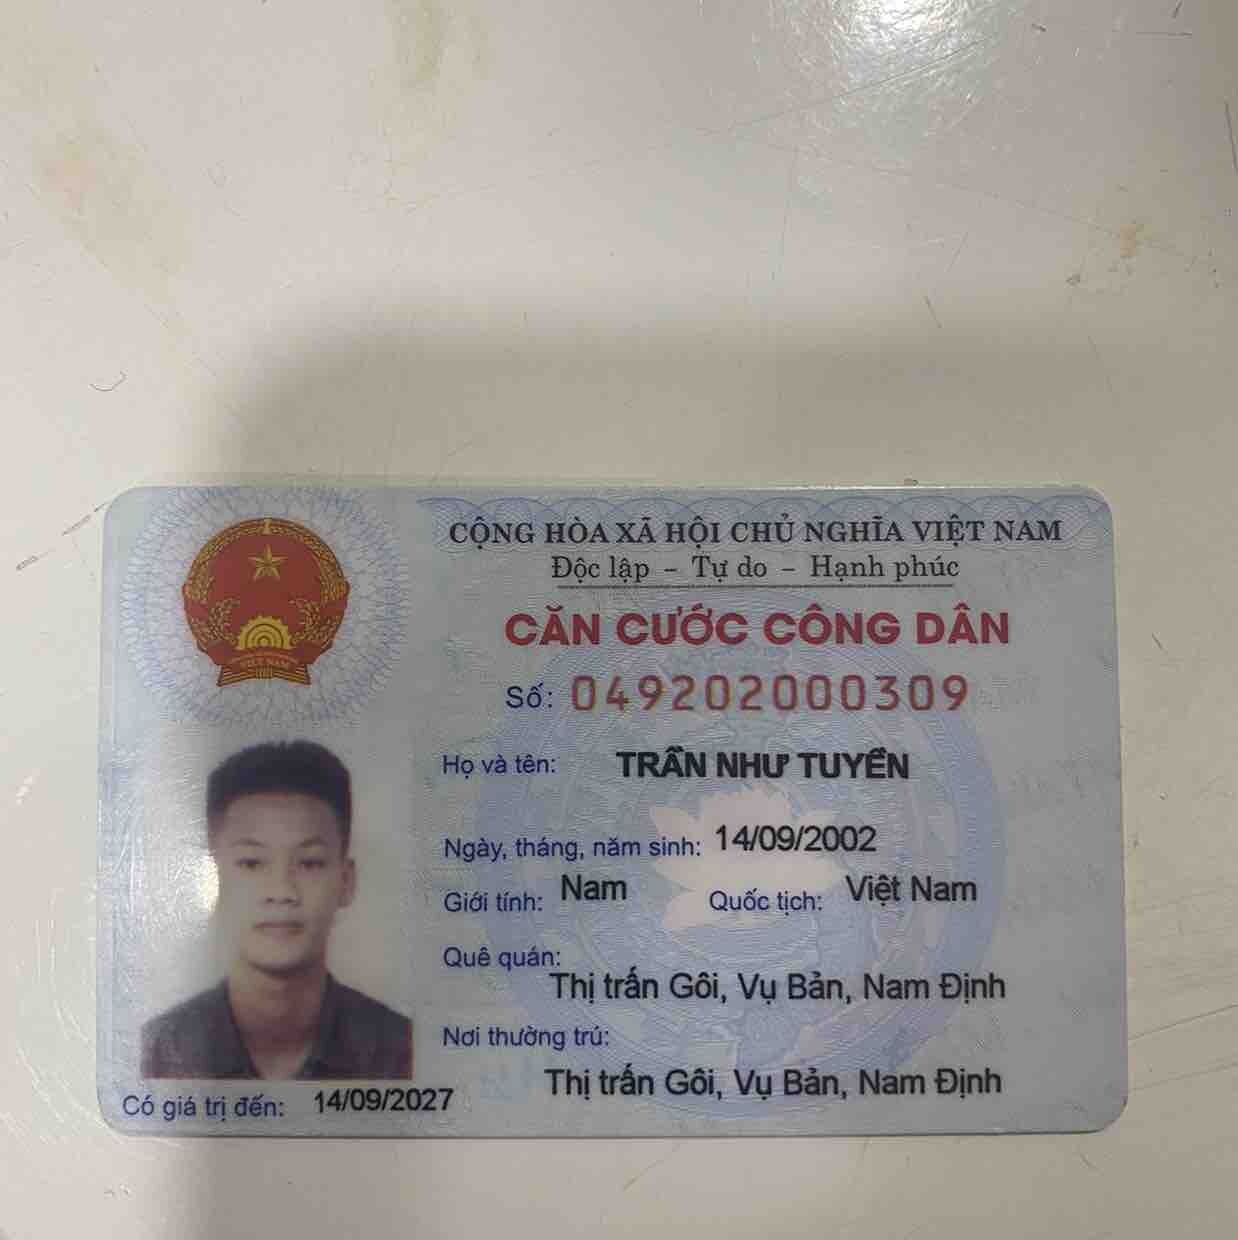 CỘNG HÒA XÃ HỘI CHỦ NGHĨA VIỆT NAM
Độc lập – Tự do – Hạnh phúc
CĂN CƯỚC CÔNG DÂN
Số: 049202000309
Họ và tên: TRẦN NHƯ TUYỀN
Ngày, tháng, năm sinh: 14/09/2002
Giới tính: Nam Quốc tịch: Việt Nam
Quê quán:
Thị trấn Gôi, Vụ Bản, Nam Định
Nơi thường trú:
Thị trấn Gôi, Vụ Bản, Nam Định
Có giá trị đến: 14/09/2027
VIỆT NAM